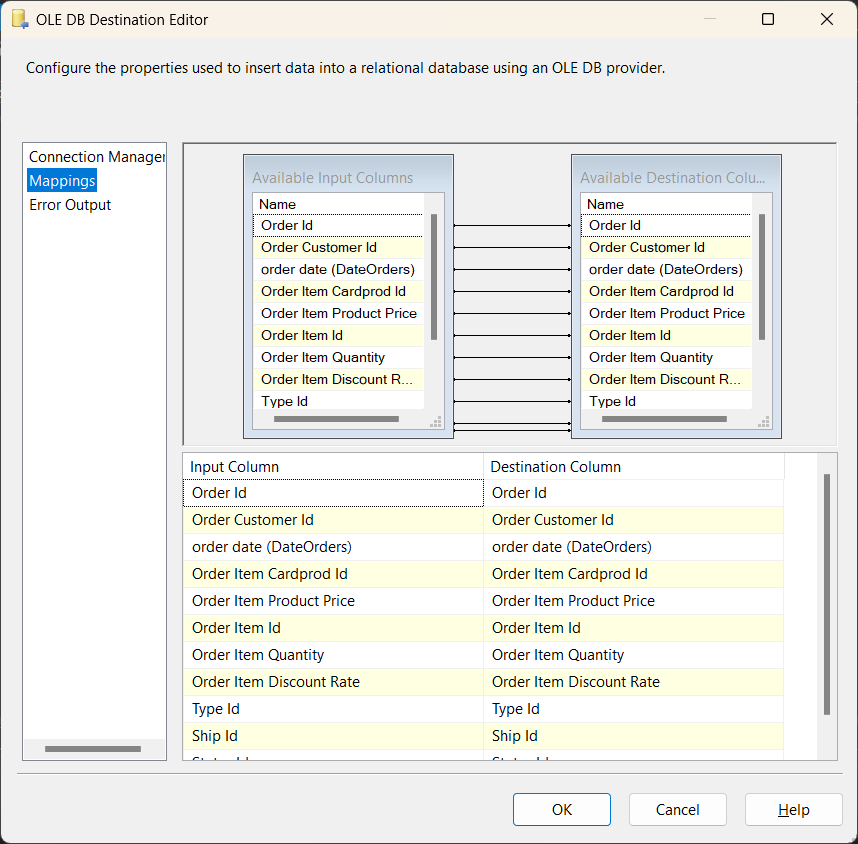 OLE DB Destination Editor
Configure the properties used to insert data into a relational database using an OLE DB provider.
Connection Manager
Mappings
Error Output
Available Input Columns
Name
Order Id
Order Customer Id
order date (DateOrders)
Order Item Cardprod Id
Order Item Product Price
Order Item Id
Order Item Quantity
Order Item Discount R...
Type Id
Available Destination Colu...
Name
Order Id
Order Customer Id
order date (DateOrders)
Order Item Cardprod Id
Order Item Product Price
Order Item Id
Order Item Quantity
Order Item Discount R...
Type Id
Input Column Destination Column
Order Id Order Id
Order Customer Id Order Customer Id
order date (DateOrders) order date (DateOrders)
Order Item Cardprod Id Order Item Cardprod Id
Order Item Product Price Order Item Product Price
Order Item Id Order Item Id
Order Item Quantity Order Item Quantity
Order Item Discount Rate Order Item Discount Rate
Type Id Type Id
Ship Id Ship Id
OK Cancel Help